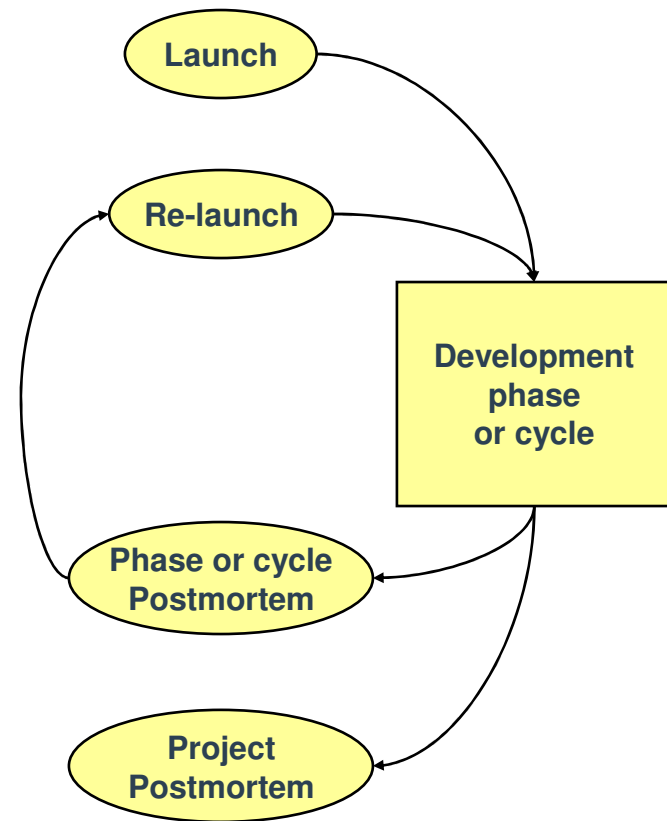 Launch
Re-launch
Development
phase
or cycle
Phase or cycle
Postmortem
Project
Postmortem